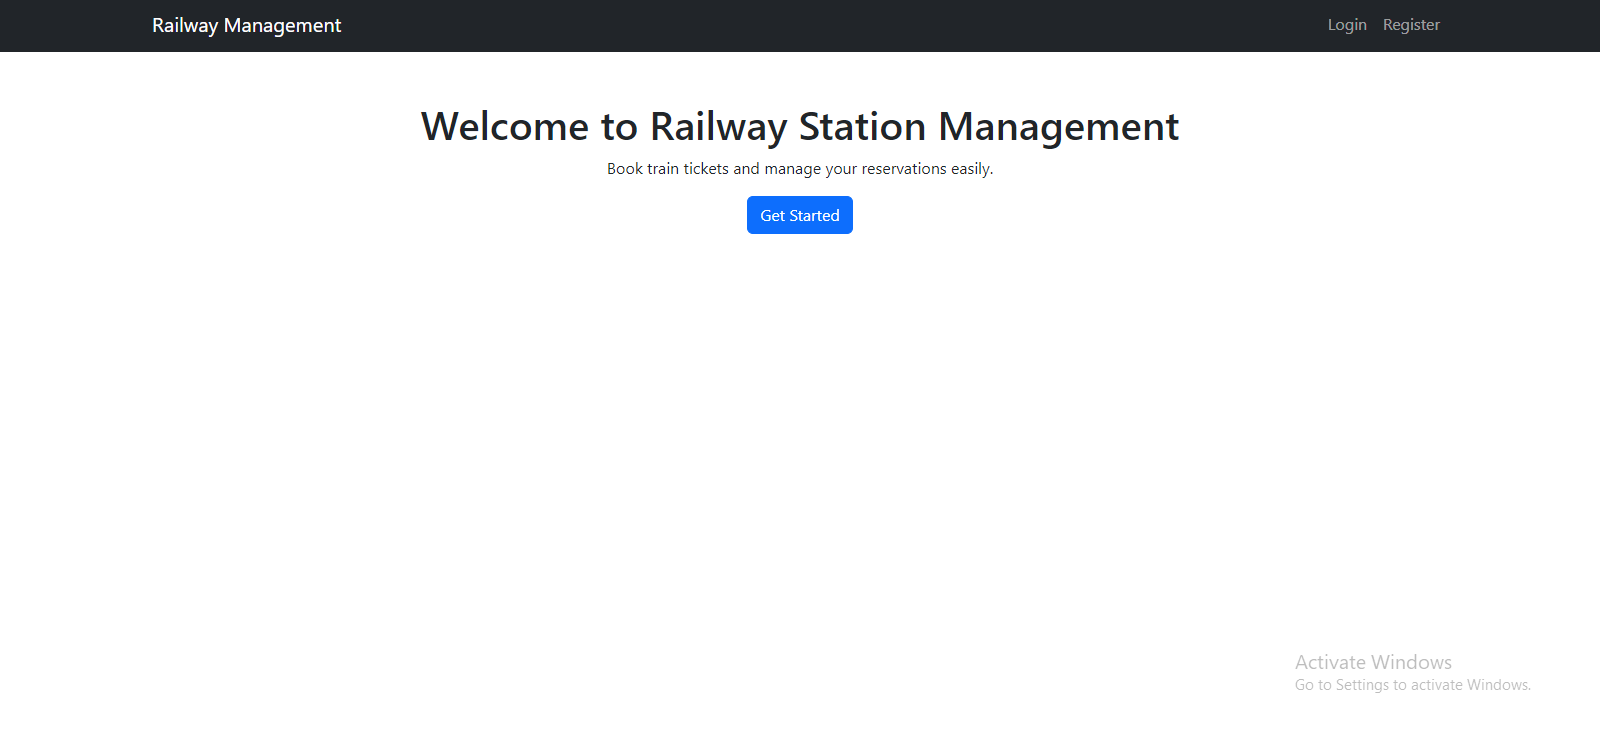 Railway Management
Login Register
Welcome to Railway Station Management
Book train tickets and manage your reservations easily.
Get Started
Activate Windows
Go to Settings to activate Windows.